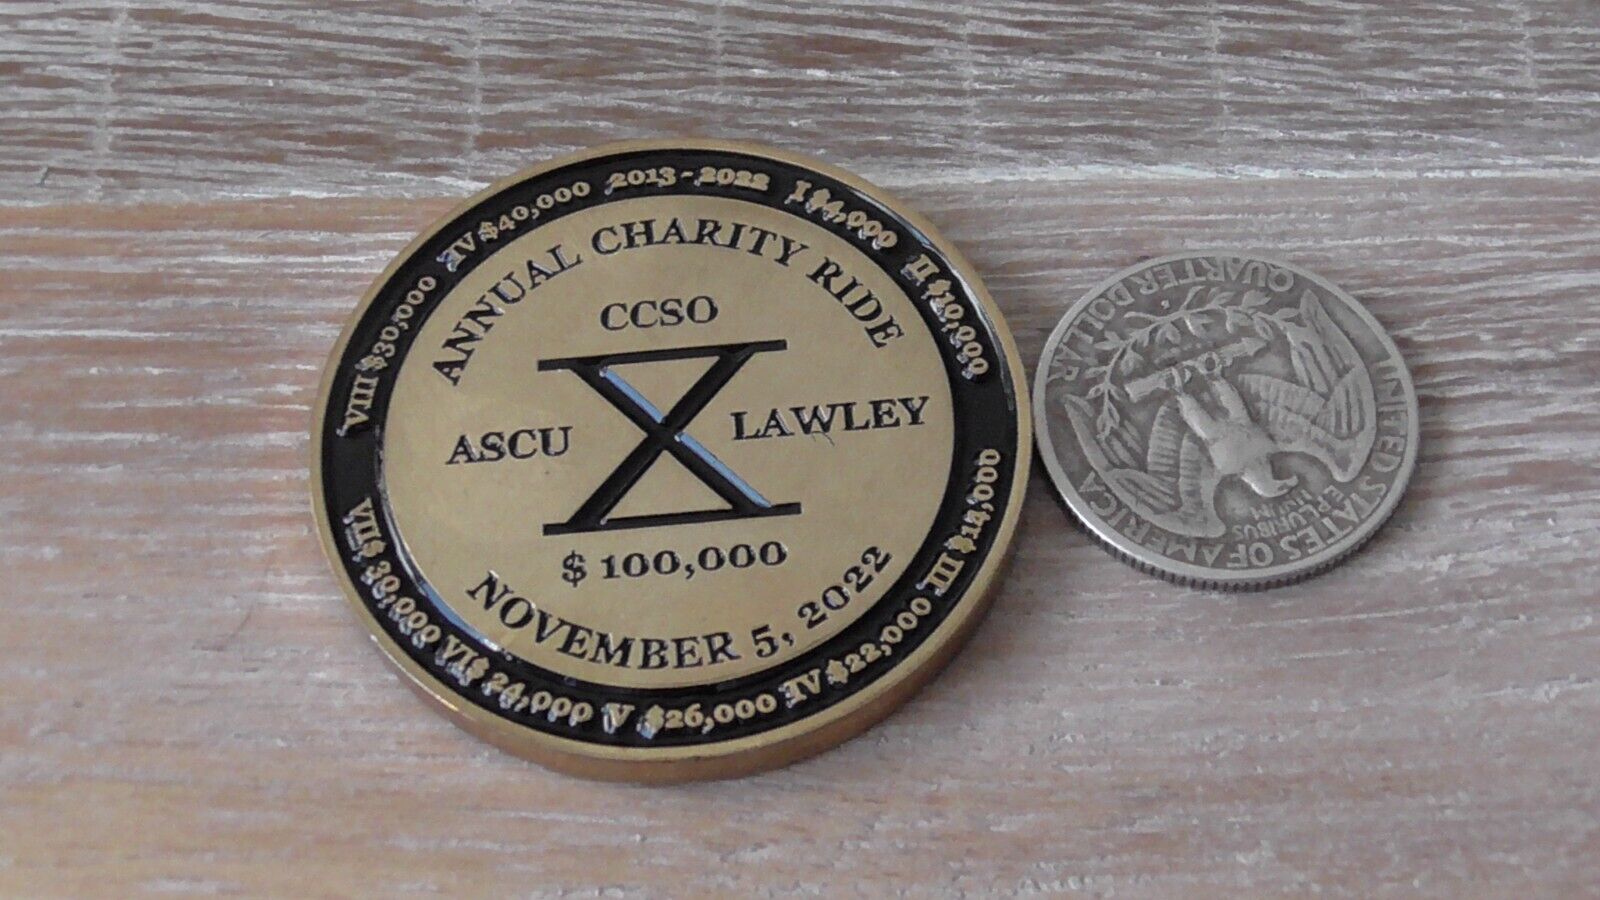 2013 - 2022 I $4,000 II $10,000 III $14,000 IV $22,000 V $26,000 VI $24,000 VII $30,000 VIII $30,000 IV $40,000
ANNUAL CHARITY RIDE
CCSO
X
ASCU LAWLEY
$ 100,000
NOVEMBER 5, 2022
UNITED STATES OF AMERICA
E PLURIBUS UNUM
QUARTER DOLLAR